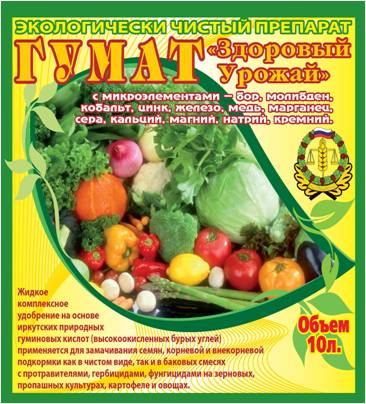 ЭКОЛОГИЧЕСКИ ЧИСТЫЙ ПРЕПАРАТ
ГУМАТ «Здоровый
Урожай»
с микроэлементами – бор, молибден,
кобальт, цинк, железо, медь, марганец,
сера, кальций, магний, натрий, кремний.
Жидкое
комплексное
удобрение на основе
иркутских природных
гуминовых кислот (высокоокисленных бурых углей)
применяется для замачивания семян, корневой и внекорневой
подкормки как в чистом виде, так и в баковых смесях
с протравителями, гербицидами, фунгицидами на зерновых,
пропашных культурах, картофеле и овощах.
Объем
10л.